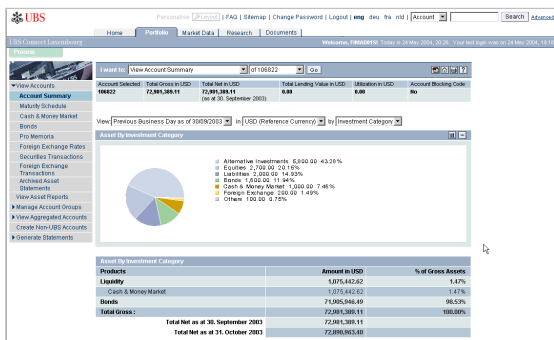 UBS
Personalise Layout | FAQ | Sitemap | Change Password | Logout | eng deu fra nld | Account Search Advanced
Home Portfolio Market Data Research Documents
UBS Connect Luxembourg
Welcome, FIMADHIS! Today is 24 May 2004, 20:26. Your last login was on 24 May 2004, 18:10
I want to: View Account Summary of 106822 Go
View Accounts
Account Summary
Maturity Schedule
Cash & Money Market
Bonds
Pro Memoria
Foreign Exchange Rates
Securities Transactions
Foreign Exchange Transactions
Archived Asset Statements
View Asset Reports
Manage Account Groups
View Aggregated Accounts
Create Non-UBS Accounts
Generate Statements
Account Selected Total Gross in USD Total Net in USD Total Lending Value in USD Utilization in USD Account Blocking Code
106822 72,981,389.11 72,981,389.11 0.00 0.00 No
(as at 30. September 2003)
View: Previous Business Day as of 30/09/2003 in USD (Reference Currency) by Investment Category
Asset By Investment Category
Alternative Investments 5,800.00 43.28%
Equities 2,700.00 20.15%
Liabilities 2,000.00 14.93%
Bonds 1,600.00 11.94%
Cash & Money Market 1,000.00 7.46%
Foreign Exchange 200.00 1.49%
Others 100.00 0.75%
Asset By Investment Category
Products Amount in USD % of Gross Assets
Liquidity 1,075,442.62 1.47%
Cash & Money Market 1,075,442.62 1.47%
Bonds 71,905,946.49 98.53%
Total Gross : 72,981,389.11 100.00%
Total Net as at 30. September 2003 72,981,389.11
Total Net as at 31. October 2003 72,890,963.48